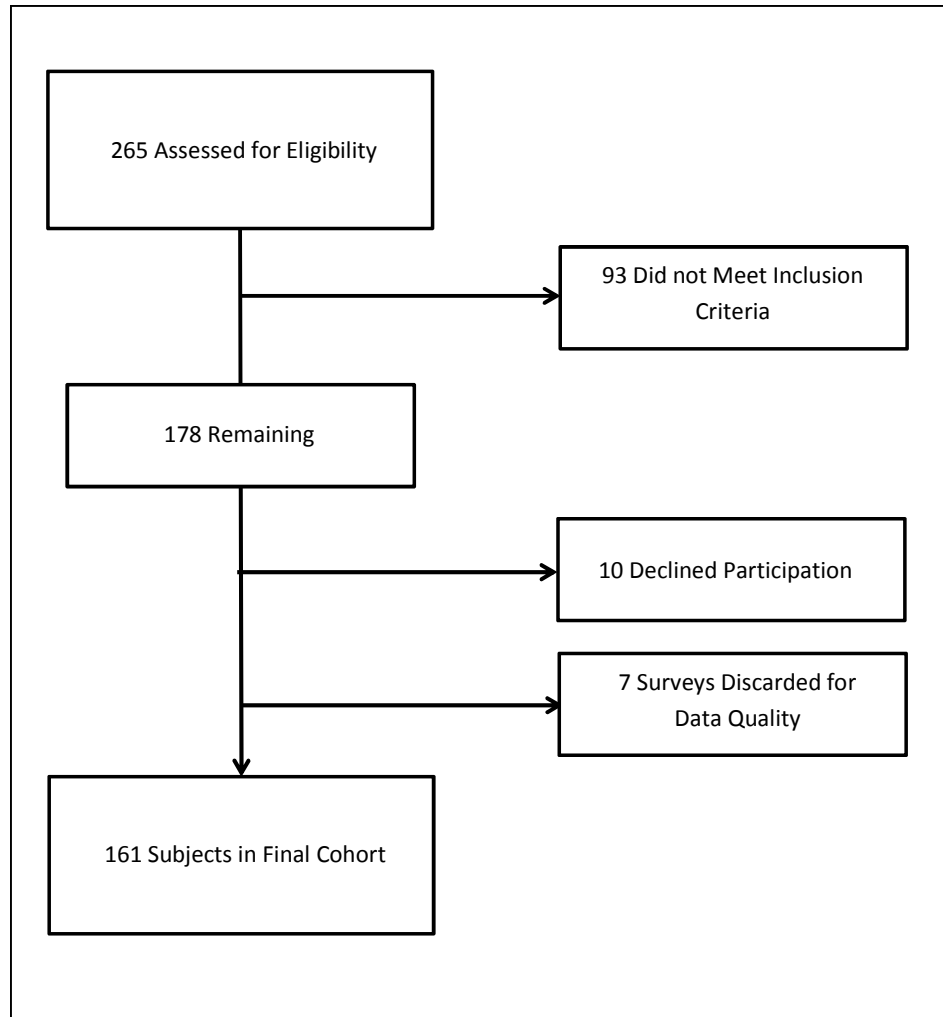 265 Assessed for Eligibility
93 Did not Meet Inclusion
Criteria
178 Remaining
10 Declined Participation
7 Surveys Discarded for
Data Quality
161 Subjects in Final Cohort